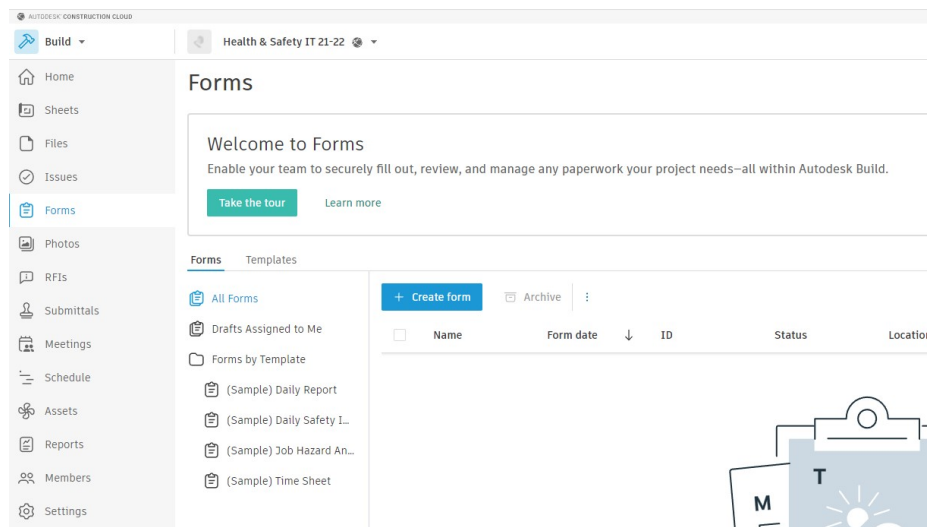 AUTODESK CONSTRUCTION CLOUD
Build
Health & Safety IT 21-22
Home
Sheets
Files
Issues
Forms
Photos
RFIs
Submittals
Meetings
Schedule
Assets
Reports
Members
Settings
Forms
Welcome to Forms
Enable your team to securely fill out, review, and manage any paperwork your project needs—all within Autodesk Build.
Take the tour Learn more
Forms Templates
All Forms
Drafts Assigned to Me
Forms by Template
(Sample) Daily Report
(Sample) Daily Safety I...
(Sample) Job Hazard An...
(Sample) Time Sheet
+ Create form Archive
Name Form date ↓ ID Status Location
T
M